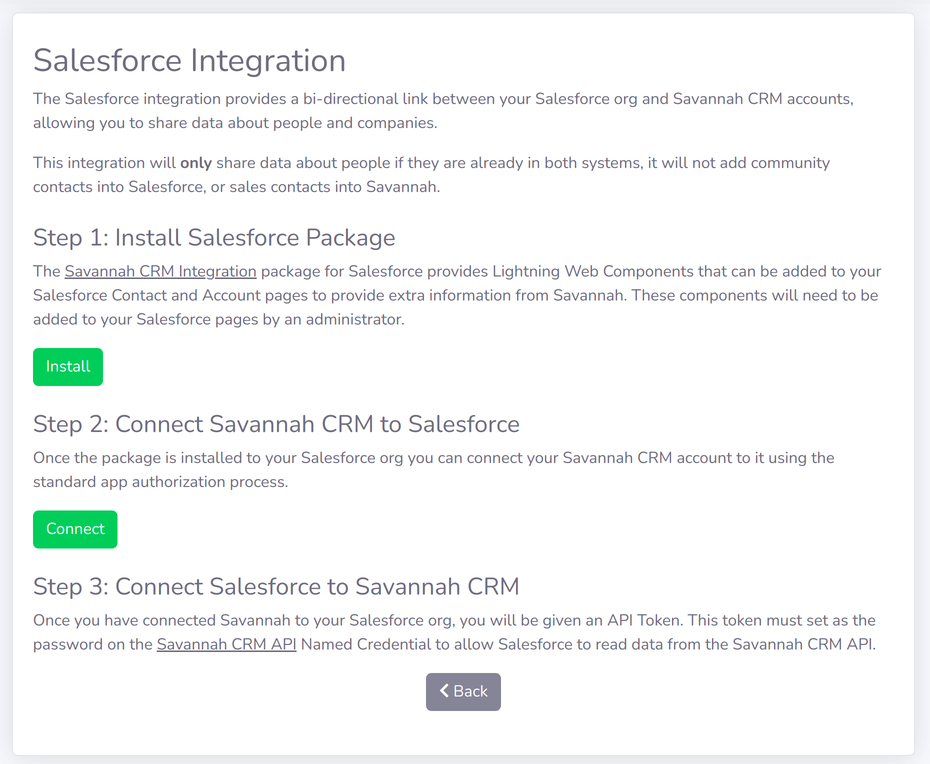 Salesforce Integration
The Salesforce integration provides a bi-directional link between your Salesforce org and Savannah CRM accounts,
allowing you to share data about people and companies.
This integration will only share data about people if they are already in both systems, it will not add community
contacts into Salesforce, or sales contacts into Savannah.
Step 1: Install Salesforce Package
The Savannah CRM Integration package for Salesforce provides Lightning Web Components that can be added to your
Salesforce Contact and Account pages to provide extra information from Savannah. These components will need to be
added to your Salesforce pages by an administrator.
Install
Step 2: Connect Savannah CRM to Salesforce
Once the package is installed to your Salesforce org you can connect your Savannah CRM account to it using the
standard app authorization process.
Connect
Step 3: Connect Salesforce to Savannah CRM
Once you have connected Savannah to your Salesforce org, you will be given an API Token. This token must set as the
password on the Savannah CRM API Named Credential to allow Salesforce to read data from the Savannah CRM API.
Back